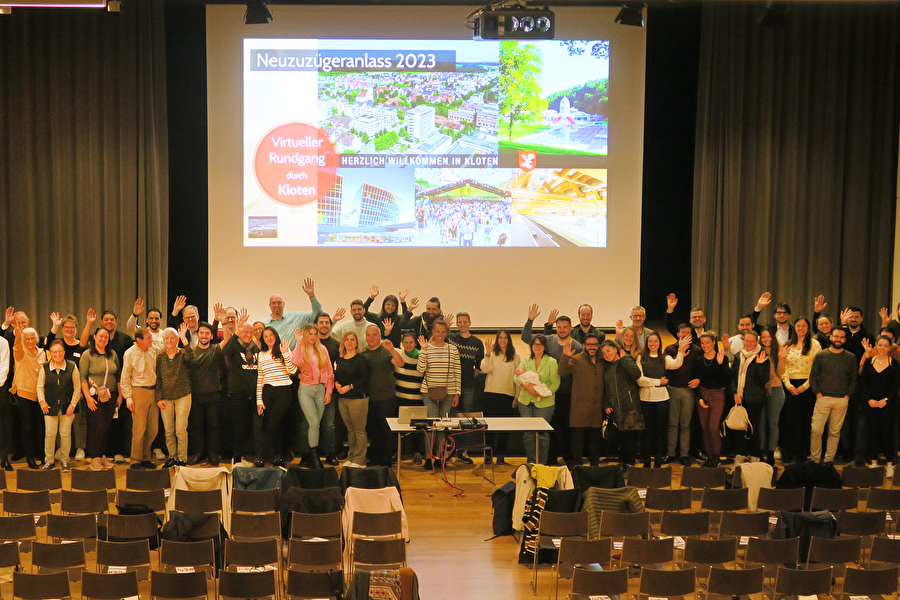 Neuzuzügeranlass 2023
Virtueller
Rundgang
durch
Kloten
HERZLICH WILLKOMMEN IN KLOTEN